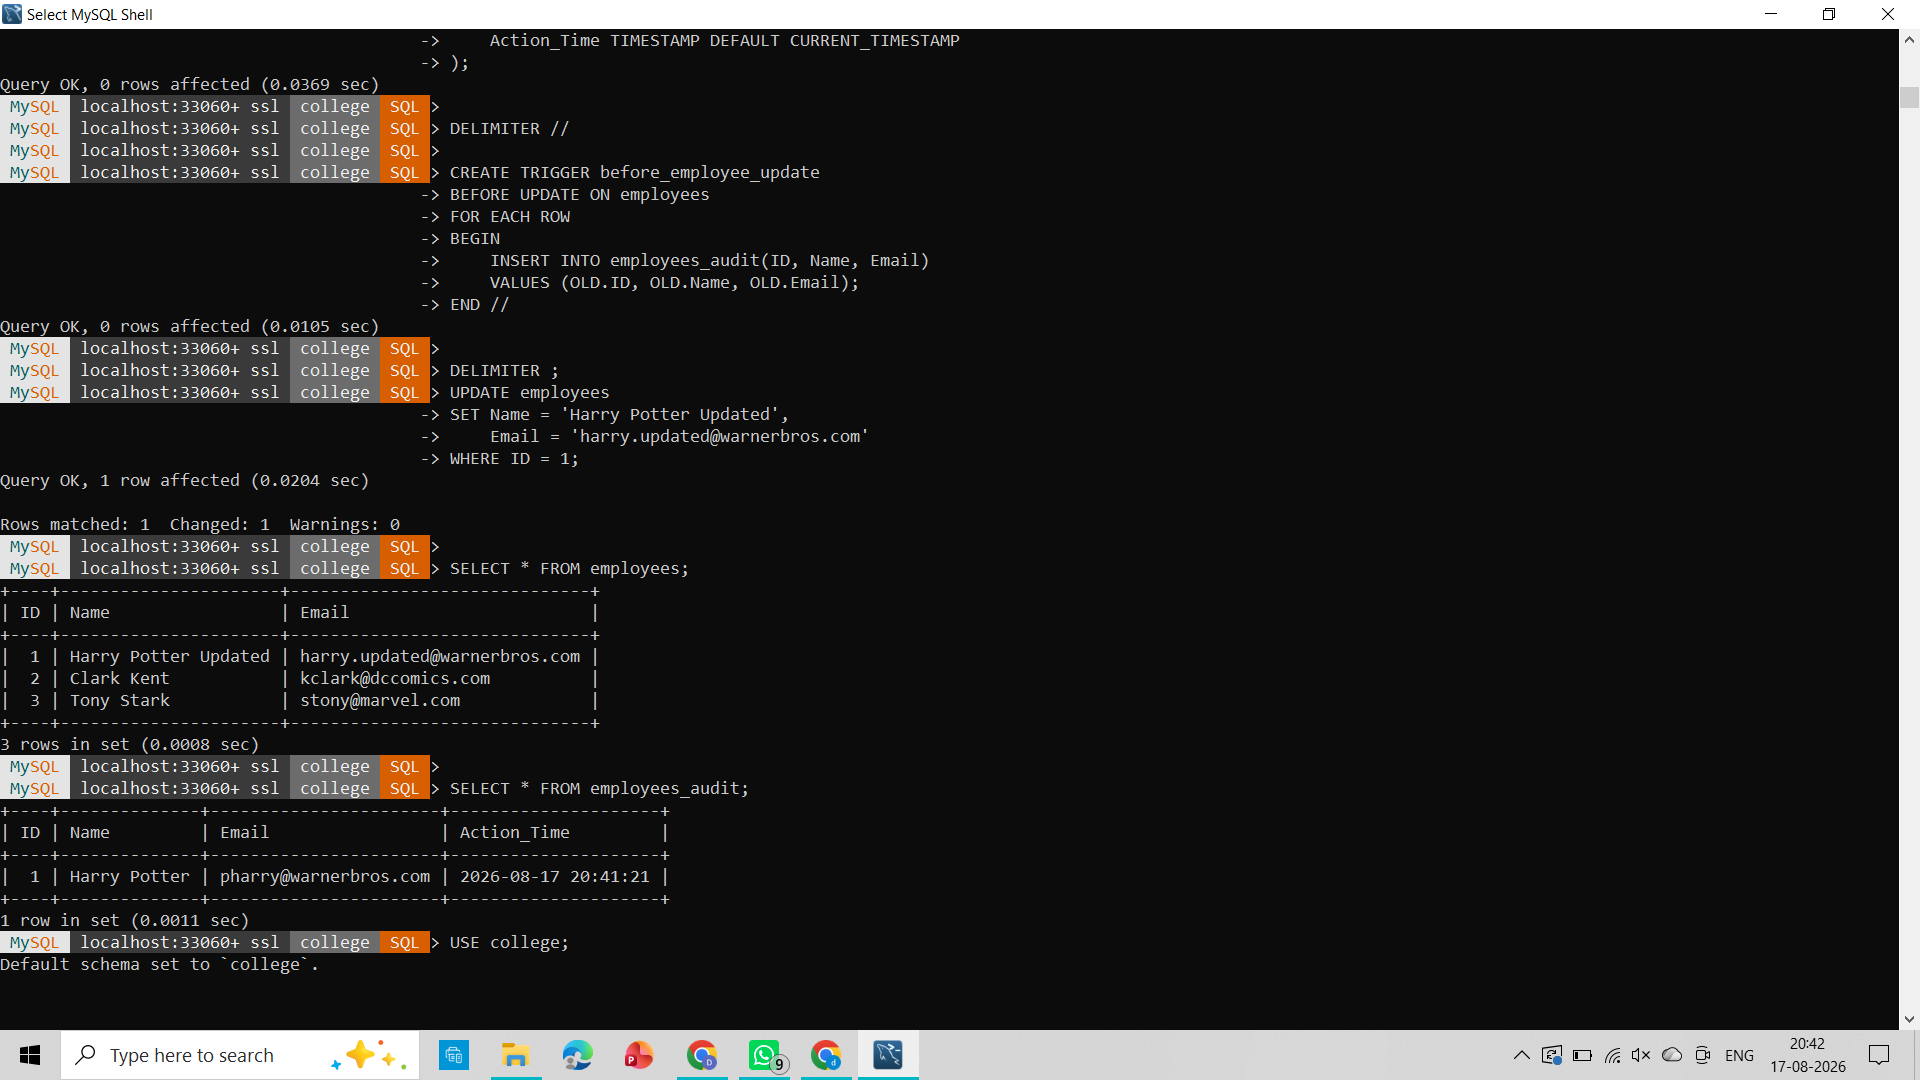 Select MySQL Shell
-> Action_Time TIMESTAMP DEFAULT CURRENT_TIMESTAMP
-> );
Query OK, 0 rows affected (0.0369 sec)
MySQL localhost:33060+ ssl college SQL >
MySQL localhost:33060+ ssl college SQL > DELIMITER //
MySQL localhost:33060+ ssl college SQL >
MySQL localhost:33060+ ssl college SQL > CREATE TRIGGER before_employee_update
-> BEFORE UPDATE ON employees
-> FOR EACH ROW
-> BEGIN
-> INSERT INTO employees_audit(ID, Name, Email)
-> VALUES (OLD.ID, OLD.Name, OLD.Email);
-> END //
Query OK, 0 rows affected (0.0105 sec)
MySQL localhost:33060+ ssl college SQL >
MySQL localhost:33060+ ssl college SQL > DELIMITER ;
MySQL localhost:33060+ ssl college SQL > UPDATE employees
-> SET Name = 'Harry Potter Updated',
-> Email = 'harry.updated@warnerbros.com'
-> WHERE ID = 1;
Query OK, 1 row affected (0.0204 sec)
Rows matched: 1 Changed: 1 Warnings: 0
MySQL localhost:33060+ ssl college SQL >
MySQL localhost:33060+ ssl college SQL > SELECT * FROM employees;
+----+----------------------+------------------------------+
| ID | Name | Email |
+----+----------------------+------------------------------+
| 1 | Harry Potter Updated | harry.updated@warnerbros.com |
| 2 | Clark Kent | kclark@dccomics.com |
| 3 | Tony Stark | stony@marvel.com |
+----+----------------------+------------------------------+
3 rows in set (0.0008 sec)
MySQL localhost:33060+ ssl college SQL >
MySQL localhost:33060+ ssl college SQL > SELECT * FROM employees_audit;
+----+--------------+-----------------------+---------------------+
| ID | Name | Email | Action_Time |
+----+--------------+-----------------------+---------------------+
| 1 | Harry Potter | pharry@warnerbros.com | 2026-08-17 20:41:21 |
+----+--------------+-----------------------+---------------------+
1 row in set (0.0011 sec)
MySQL localhost:33060+ ssl college SQL > USE college;
Default schema set to `college`.
Type here to search
P
D
9
d
ENG
20:42
17-08-2026